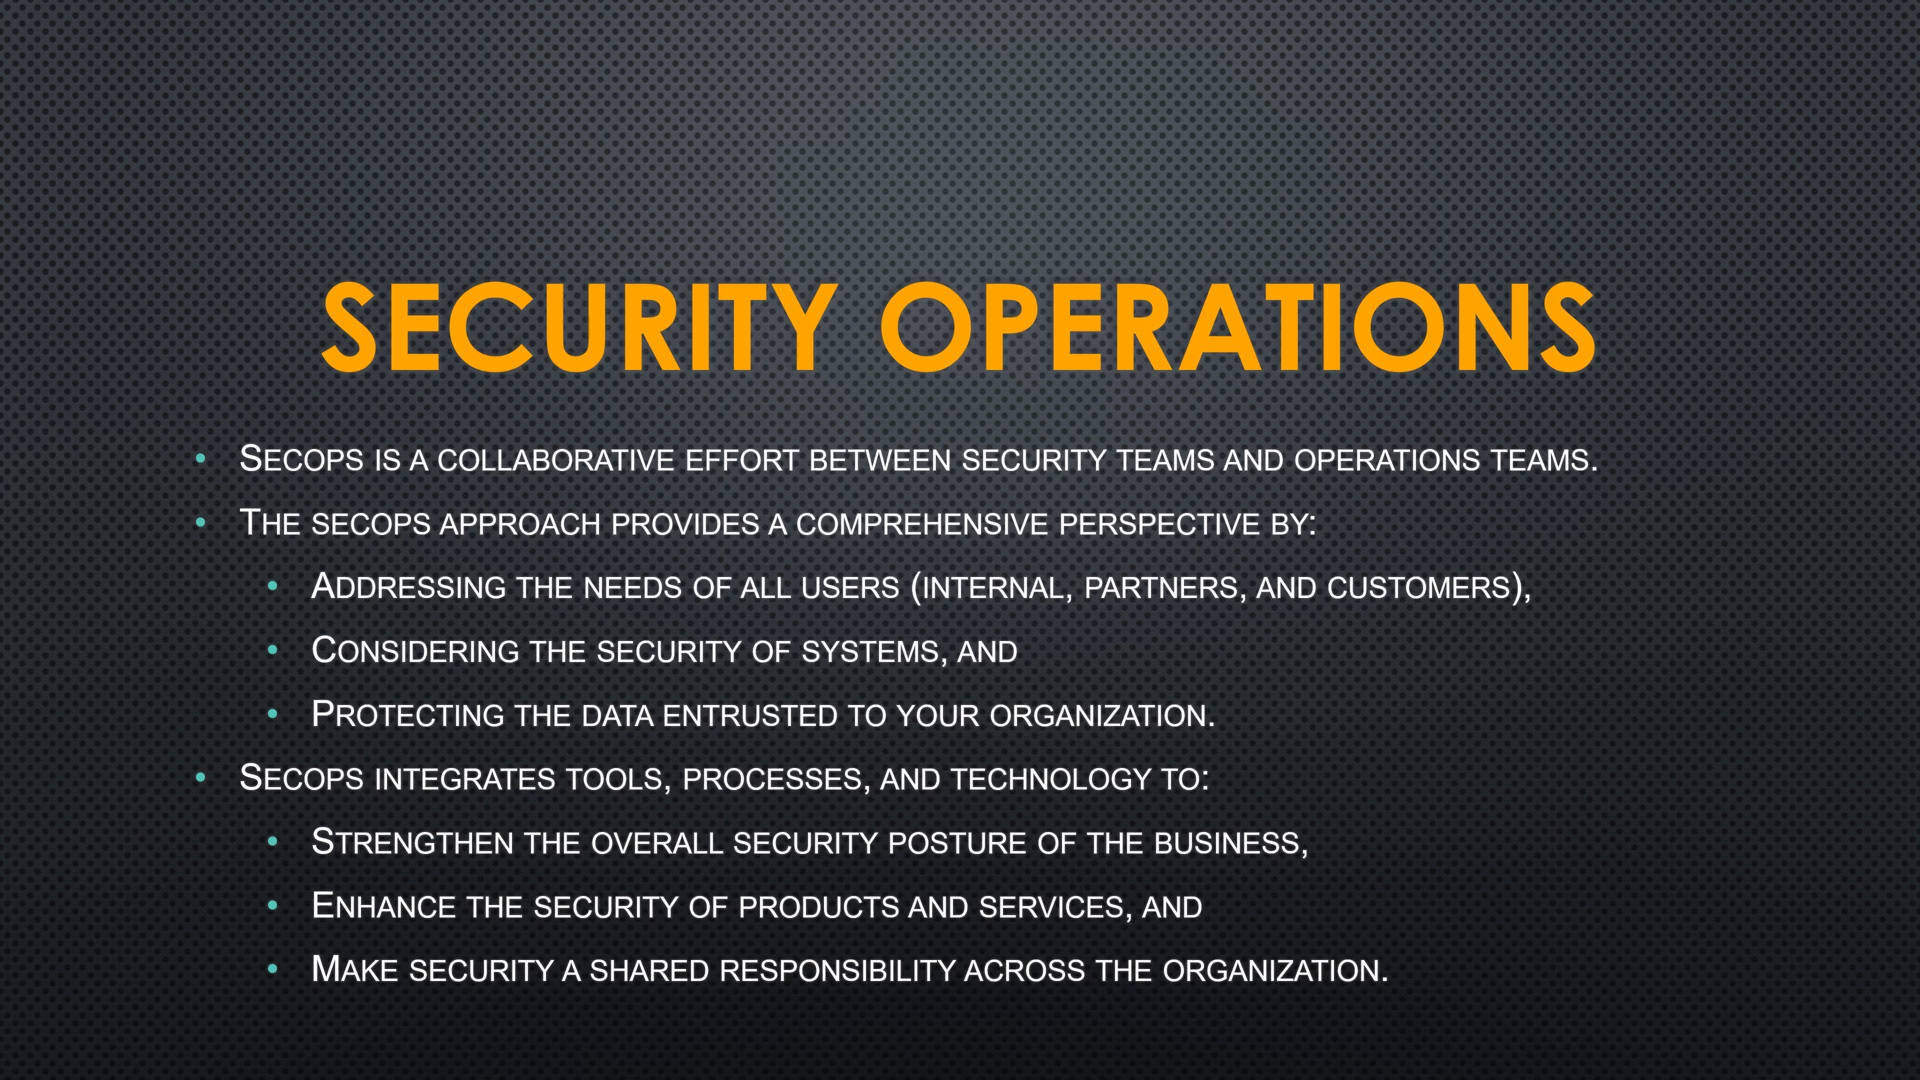 SECURITY OPERATIONS
• Secops is a collaborative effort between security teams and operations teams.
• The secops approach provides a comprehensive perspective by:
• Addressing the needs of all users (internal, partners, and customers),
• Considering the security of systems, and
• Protecting the data entrusted to your organization.
• Secops integrates tools, processes, and technology to:
• Strengthen the overall security posture of the business,
• Enhance the security of products and services, and
• Make security a shared responsibility across the organization.